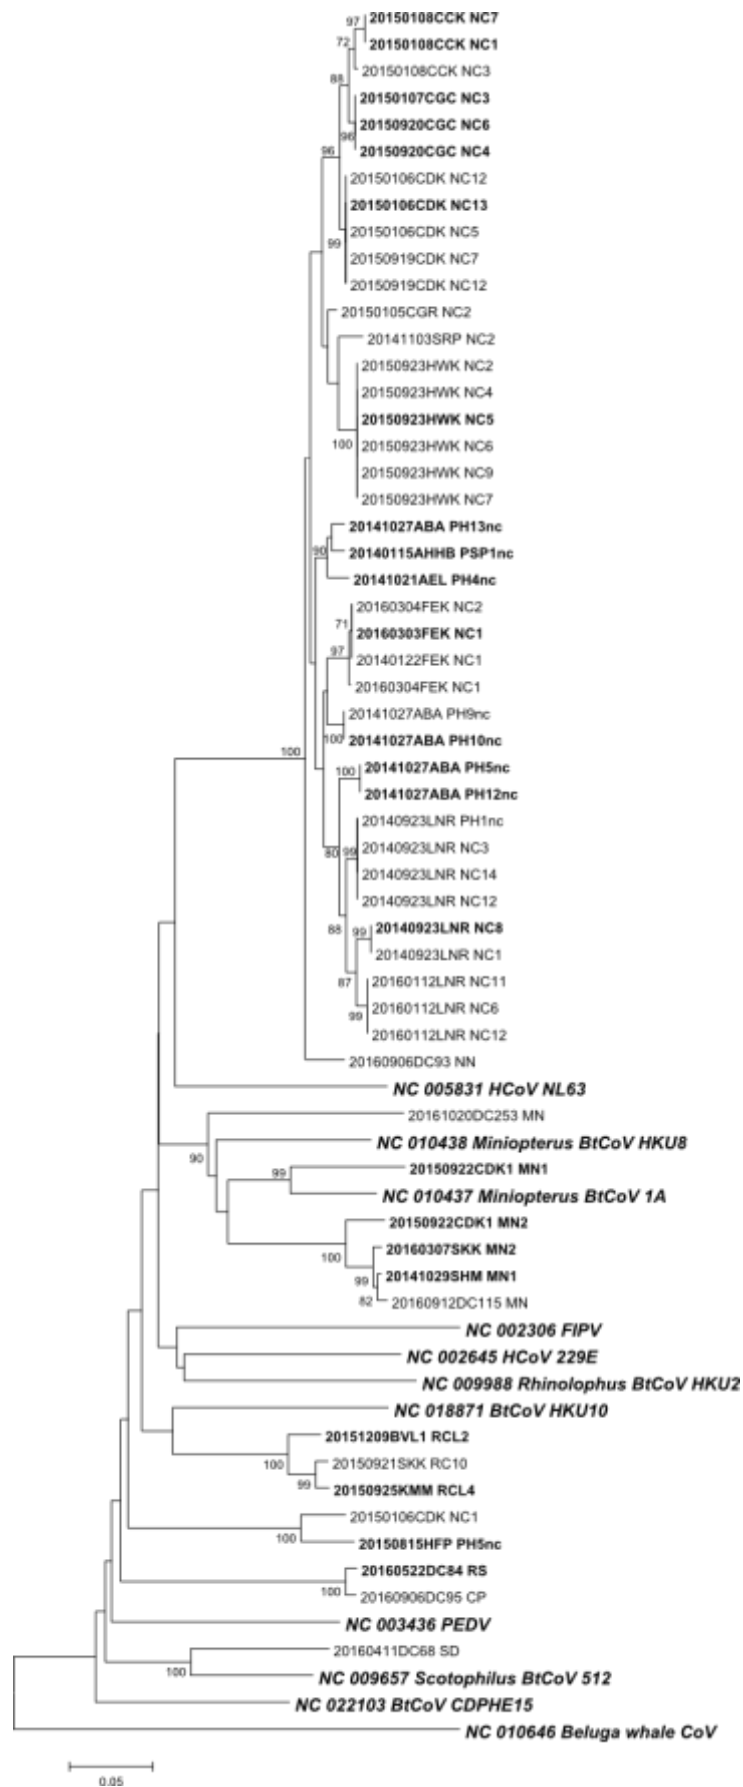 97
20150108CCK NC7
72
20150108CCK NC1
20150108CCK NC3
88
20150107CGC NC3
20150920CGC NC6
96
20150920CGC NC4
96
20150106CDK NC12
20150106CDK NC13
20150106CDK NC5
99
20150919CDK NC7
20150919CDK NC12
20150105CGR NC2
20141103SRP NC2
20150923HWK NC2
20150923HWK NC4
20150923HWK NC5
100
20150923HWK NC6
20150923HWK NC9
20150923HWK NC7
20141027ABA PH13nc
90
20140115AHHB PSP1nc
20141021AEL PH4nc
20160304FEK NC2
71
20160303FEK NC1
97
20140122FEK NC1
20160304FEK NC1
20141027ABA PH9nc
100
20141027ABA PH10nc
100
20141027ABA PH5nc
100
20141027ABA PH12nc
20140923LNR PH1nc
80
99
20140923LNR NC3
20140923LNR NC14
20140923LNR NC12
88
99
20140923LNR NC8
20140923LNR NC1
87
20160112LNR NC11
20160112LNR NC6
99
20160112LNR NC12
20160906DC93 NN
NC 005831 HCoV NL63
20161020DC253 MN
NC 010438 Miniopterus BtCoV HKU8
90
99
20150922CDK1 MN1
NC 010437 Miniopterus BtCoV 1A
20150922CDK1 MN2
100
20160307SKK MN2
99
20141029SHM MN1
82
20160912DC115 MN
NC 002306 FIPV
NC 002645 HCoV 229E
NC 009988 Rhinolophus BtCoV HKU2
NC 018871 BtCoV HKU10
20151209BVL1 RCL2
100
20150921SKK RC10
99
20150925KMM RCL4
20150106CDK NC1
100
20150815HFP PH5nc
20160522DC84 RS
100
20160906DC95 CP
NC 003436 PEDV
20160411DC68 SD
100
NC 009657 Scotophilus BtCoV 512
NC 022103 BtCoV CDPHE15
NC 010646 Beluga whale CoV
0.05